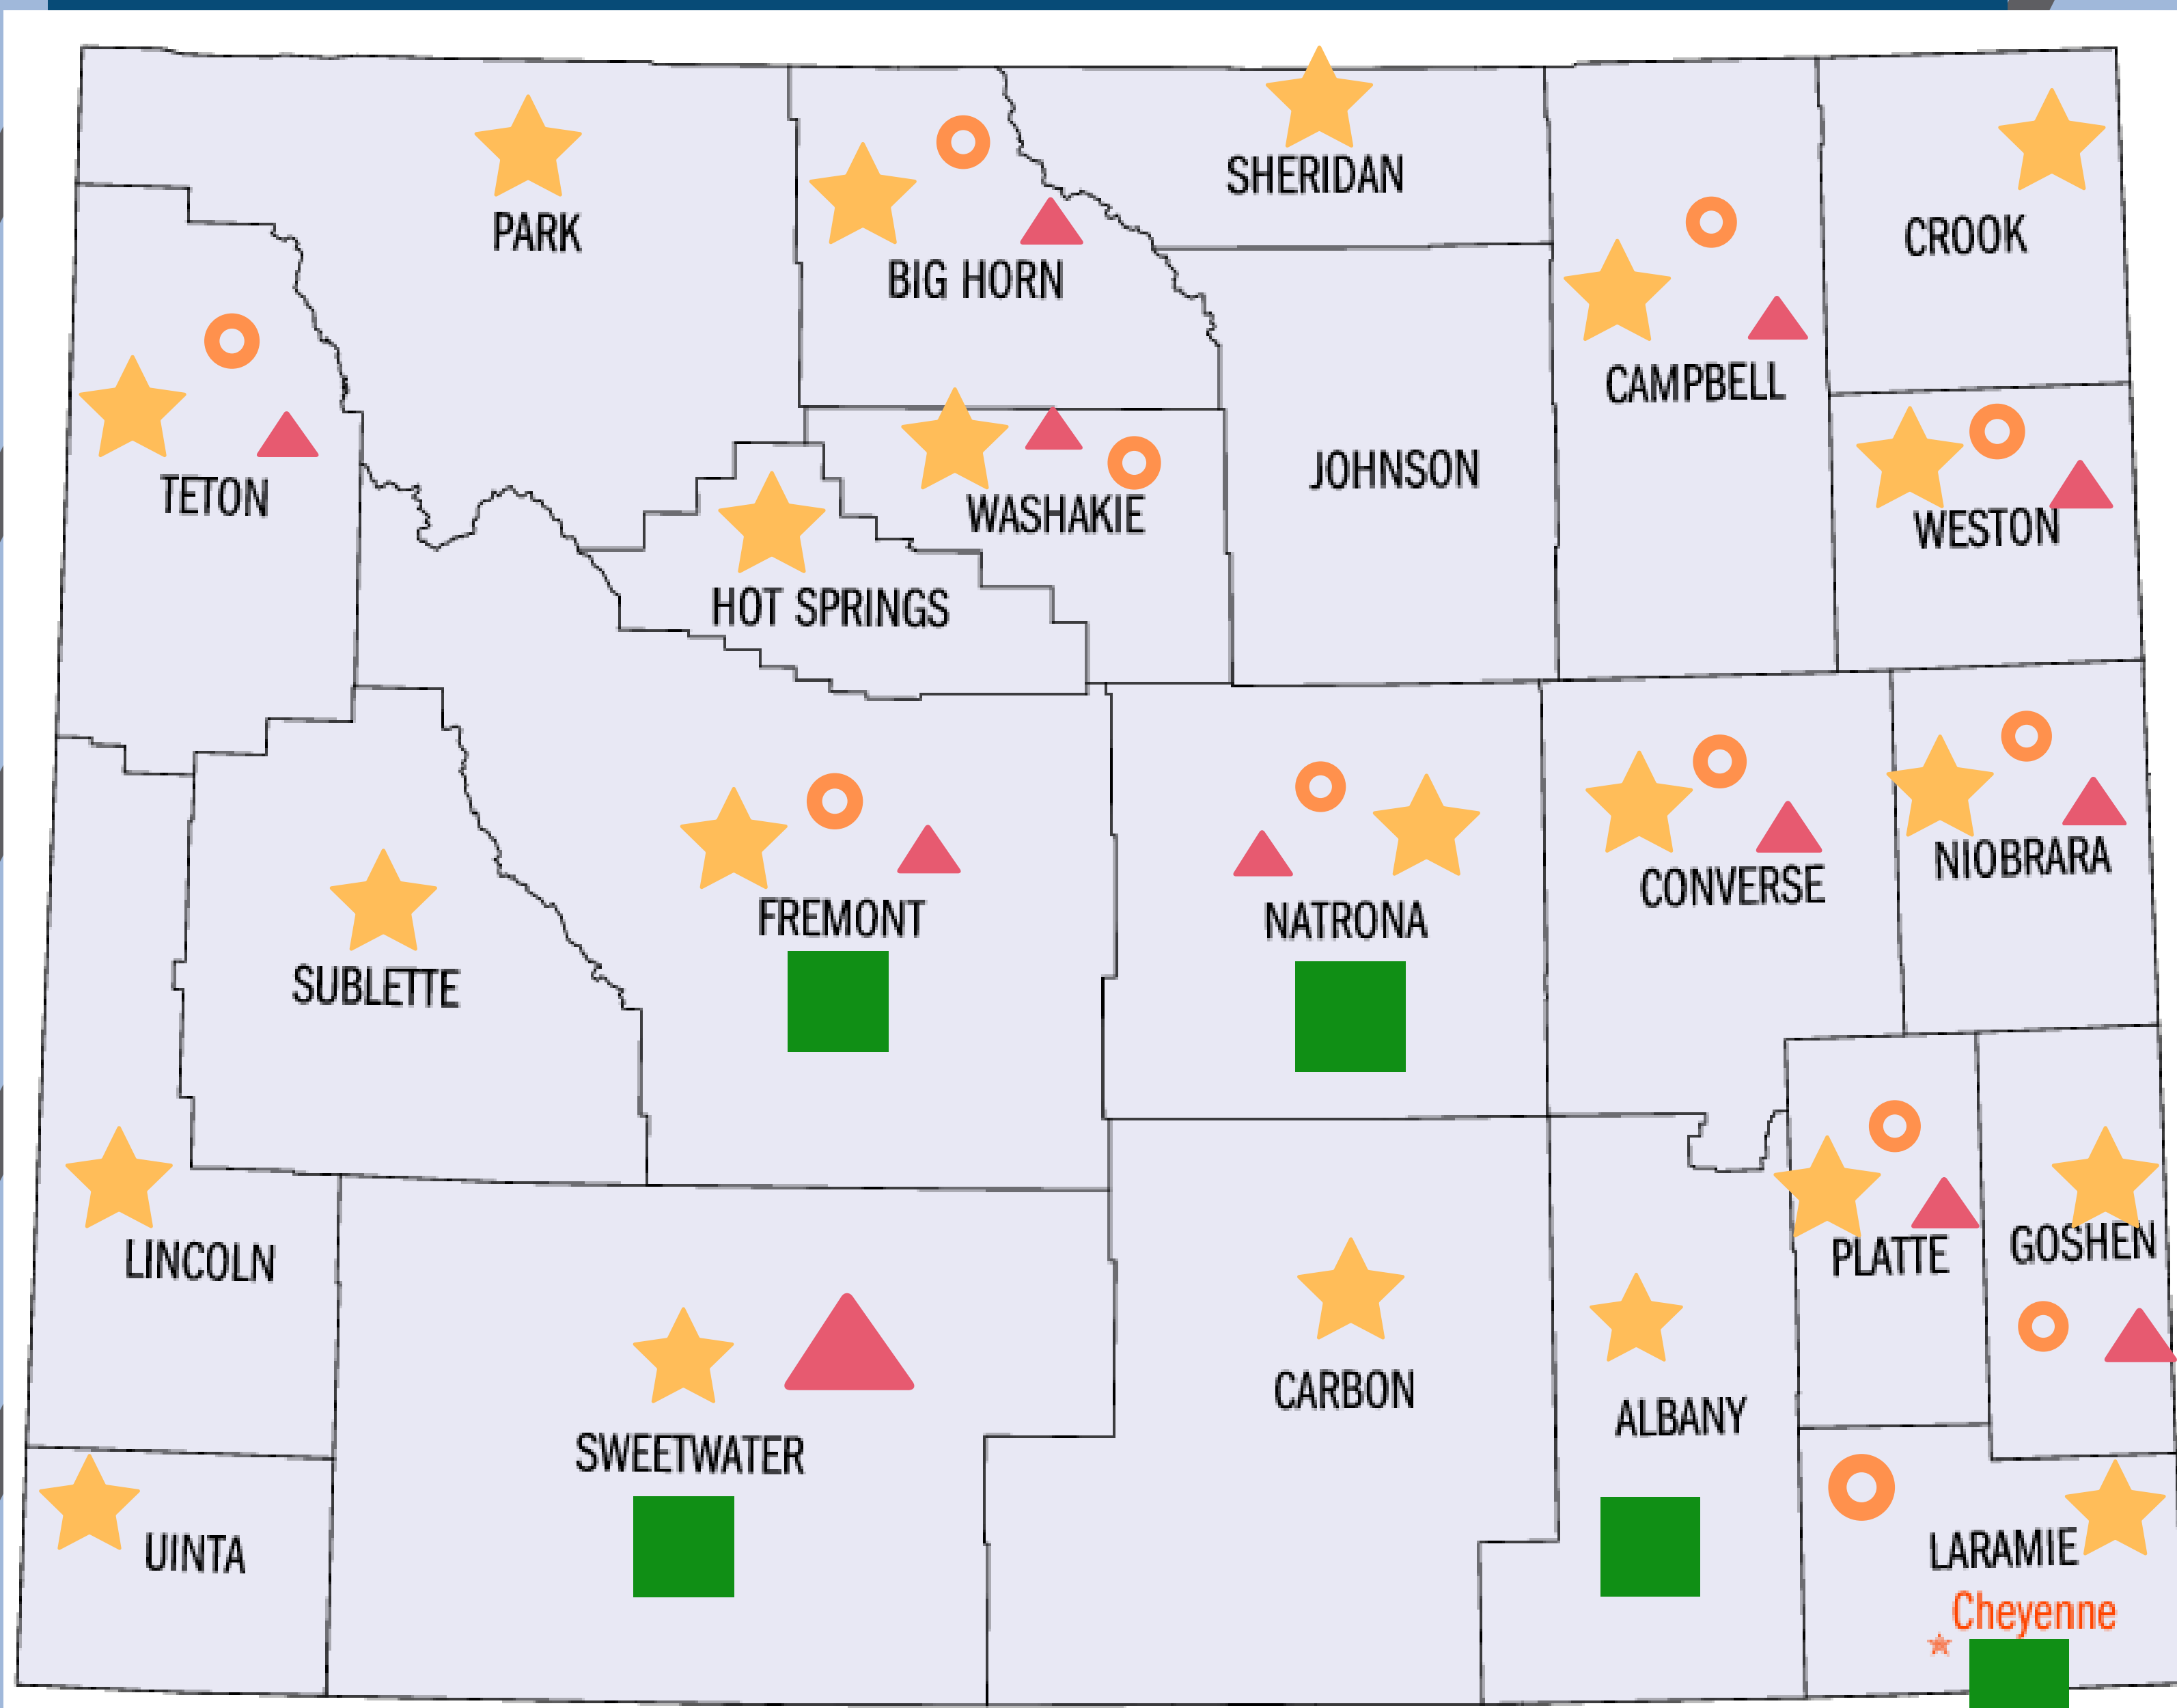 SHERIDAN
PARK
CROOK
BIG HORN
CAMPBELL
JOHNSON
TETON
WASHAKIE
WESTON
HOT SPRINGS
NIOBRARA
CONVERSE
FREMONT
NATRONA
SUBLETTE
GOSHEN
PLATTE
LINCOLN
CARBON
ALBANY
SWEETWATER
LARAMIE
UINTA
Cheyenne